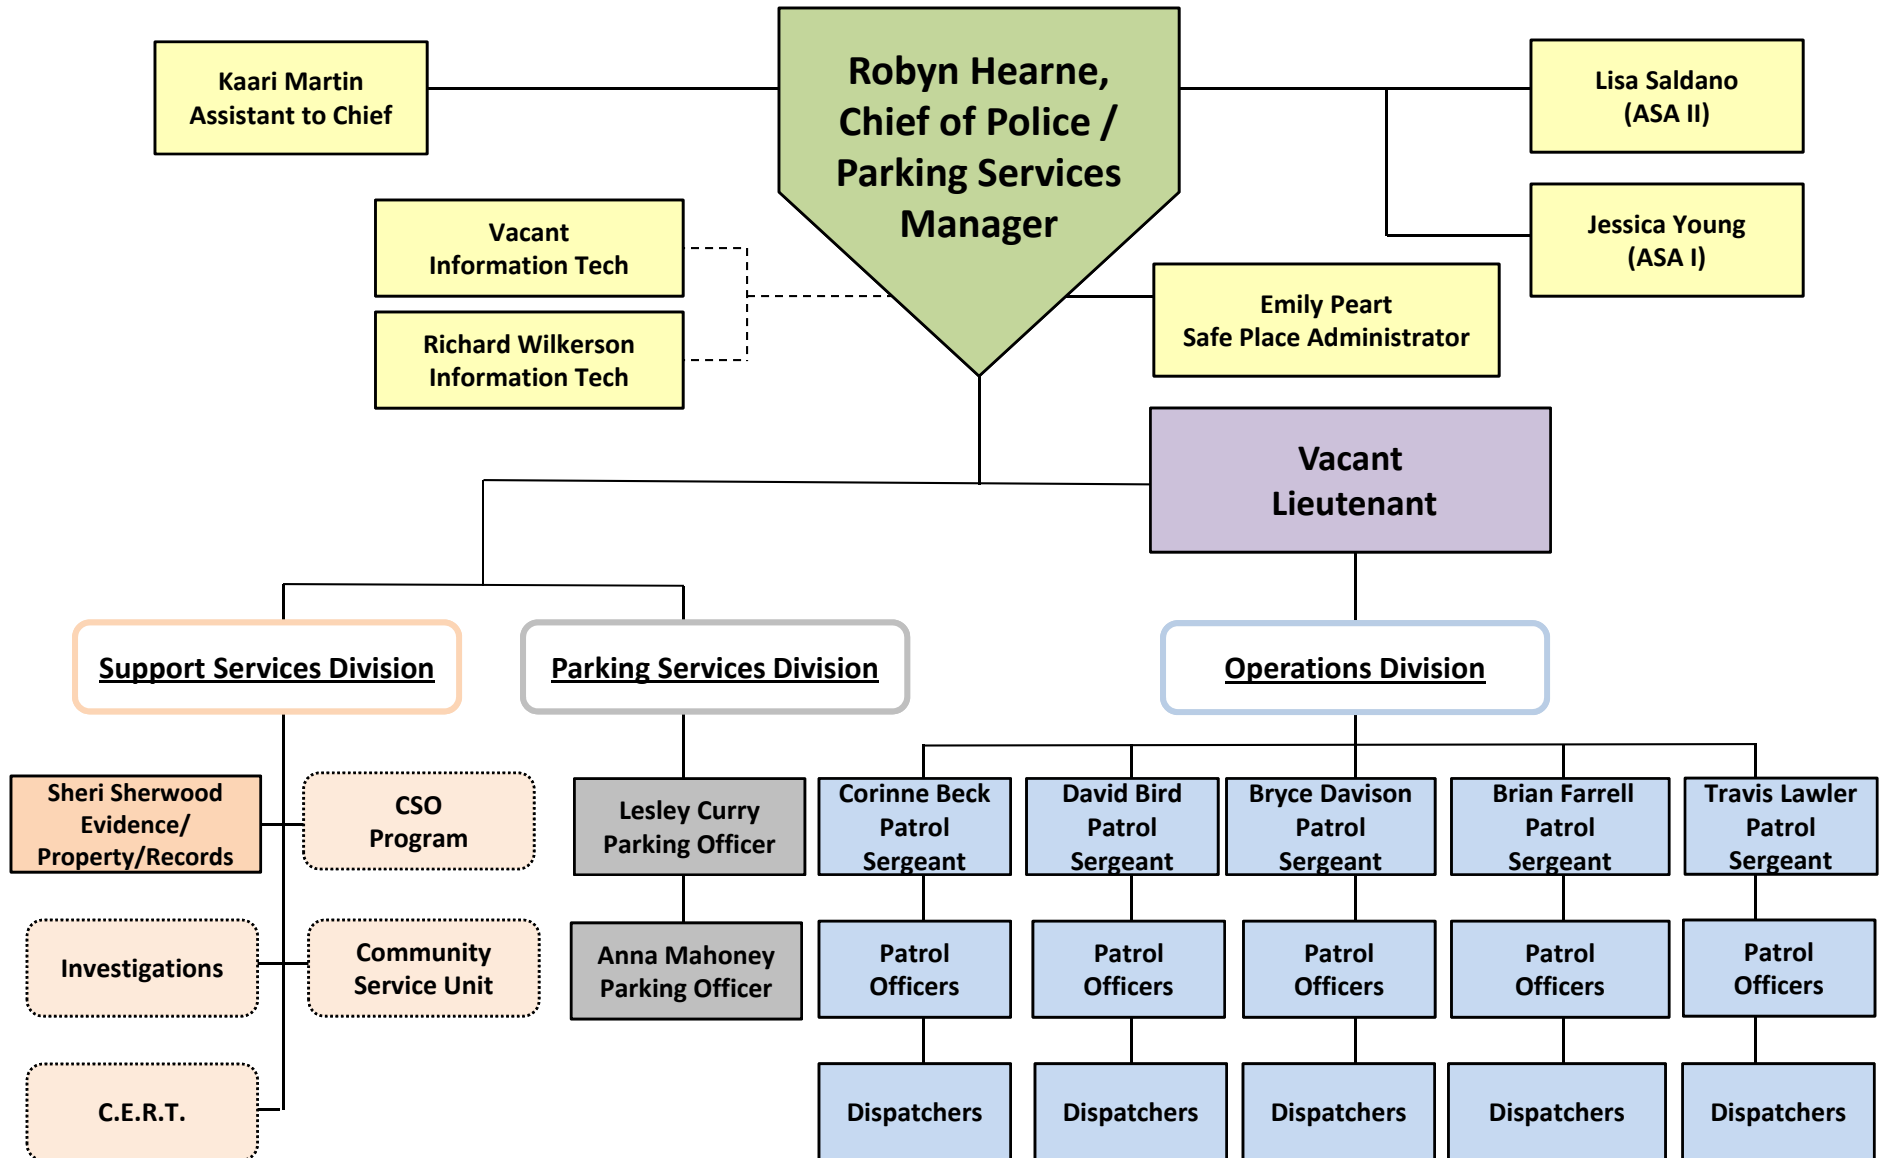 Robyn Hearne,
Chief of Police /
Parking Services
Manager
Kaari Martin
Assistant to Chief
Lisa Saldano
(ASA II)
Jessica Young
(ASA I)
Vacant
Information Tech
Richard Wilkerson
Information Tech
Emily Peart
Safe Place Administrator
Vacant
Lieutenant
Support Services Division
Parking Services Division
Operations Division
Sheri Sherwood
Evidence/
Property/Records
CSO
Program
Investigations
Community
Service Unit
C.E.R.T.
Lesley Curry
Parking Officer
Anna Mahoney
Parking Officer
Corinne Beck
Patrol
Sergeant
David Bird
Patrol
Sergeant
Bryce Davison
Patrol
Sergeant
Brian Farrell
Patrol
Sergeant
Travis Lawler
Patrol
Sergeant
Patrol
Officers
Patrol
Officers
Patrol
Officers
Patrol
Officers
Patrol
Officers
Dispatchers
Dispatchers
Dispatchers
Dispatchers
Dispatchers